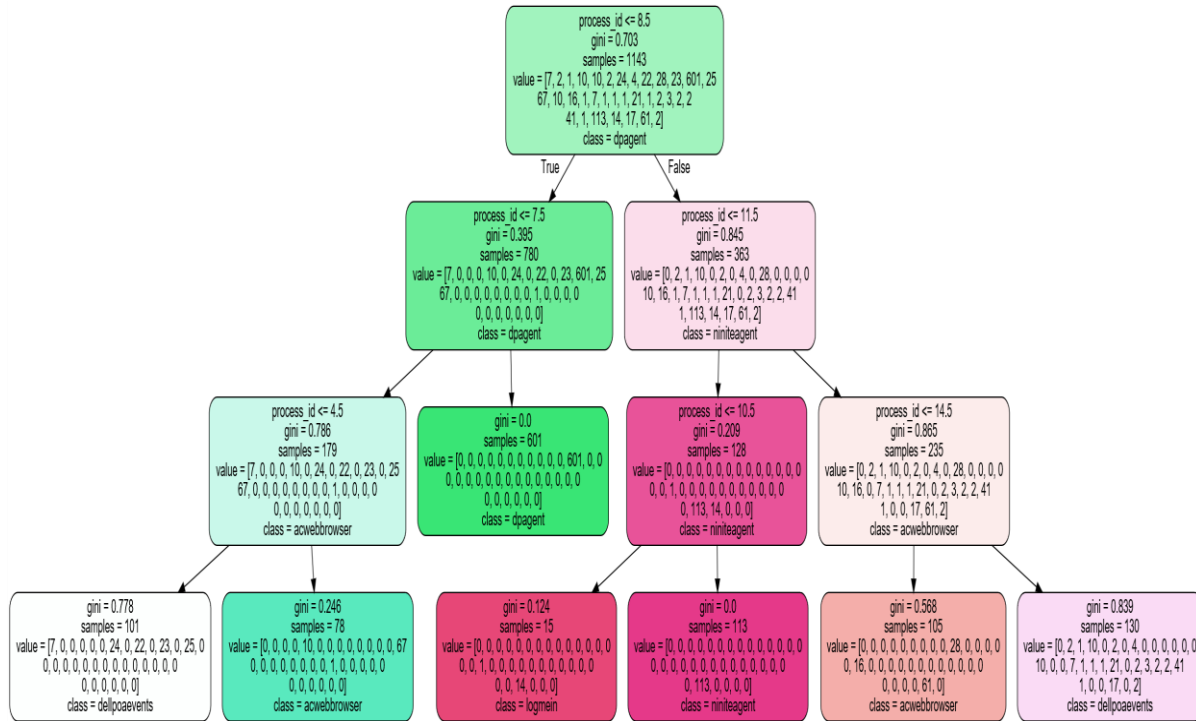 process_id <= 8.5
gini = 0.703
samples = 1143
value = [7, 2, 1, 10, 10, 2, 24, 4, 22, 28, 23, 601, 25
67, 10, 16, 1, 7, 1, 1, 1, 21, 1, 2, 3, 2, 2
41, 1, 113, 14, 17, 61, 2]
class = dpagent
True
False
process_id <= 7.5
gini = 0.395
samples = 780
value = [7, 0, 0, 0, 10, 0, 24, 0, 22, 0, 23, 601, 25
67, 0, 0, 0, 0, 0, 0, 0, 0, 1, 0, 0, 0, 0
0, 0, 0, 0, 0, 0, 0]
class = dpagent
process_id <= 11.5
gini = 0.845
samples = 363
value = [0, 2, 1, 10, 0, 2, 0, 4, 0, 28, 0, 0, 0, 0
10, 16, 1, 7, 1, 1, 1, 21, 0, 2, 3, 2, 2, 41
1, 113, 14, 17, 61, 2]
class = niniteagent
process_id <= 4.5
gini = 0.786
samples = 179
value = [7, 0, 0, 0, 10, 0, 24, 0, 22, 0, 23, 0, 25
67, 0, 0, 0, 0, 0, 0, 0, 0, 1, 0, 0, 0, 0
0, 0, 0, 0, 0, 0, 0]
class = acwebbrowser
gini = 0.0
samples = 601
value = [0, 0, 0, 0, 0, 0, 0, 0, 0, 0, 0, 601, 0, 0
0, 0, 0, 0, 0, 0, 0, 0, 0, 0, 0, 0, 0, 0
0, 0, 0, 0, 0, 0]
class = dpagent
process_id <= 10.5
gini = 0.209
samples = 128
value = [0, 0, 0, 0, 0, 0, 0, 0, 0, 0, 0, 0, 0, 0
0, 0, 1, 0, 0, 0, 0, 0, 0, 0, 0, 0, 0, 0
0, 113, 14, 0, 0, 0]
class = niniteagent
process_id <= 14.5
gini = 0.865
samples = 235
value = [0, 2, 1, 10, 0, 2, 0, 4, 0, 28, 0, 0, 0, 0
10, 16, 0, 7, 1, 1, 1, 21, 0, 2, 3, 2, 2, 41
1, 0, 0, 17, 61, 2]
class = acwebbrowser
gini = 0.778
samples = 101
value = [7, 0, 0, 0, 0, 0, 24, 0, 22, 0, 23, 0, 25, 0
0, 0, 0, 0, 0, 0, 0, 0, 0, 0, 0, 0, 0, 0
0, 0, 0, 0, 0, 0]
class = dellpoaevents
gini = 0.246
samples = 78
value = [0, 0, 0, 0, 10, 0, 0, 0, 0, 0, 0, 0, 0, 67
0, 0, 0, 0, 0, 0, 0, 0, 1, 0, 0, 0, 0, 0
0, 0, 0, 0, 0, 0]
class = acwebbrowser
gini = 0.124
samples = 15
value = [0, 0, 0, 0, 0, 0, 0, 0, 0, 0, 0, 0, 0, 0
0, 0, 1, 0, 0, 0, 0, 0, 0, 0, 0, 0, 0, 0
0, 0, 14, 0, 0, 0]
class = logmein
gini = 0.0
samples = 113
value = [0, 0, 0, 0, 0, 0, 0, 0, 0, 0, 0, 0, 0, 0
0, 0, 0, 0, 0, 0, 0, 0, 0, 0, 0, 0, 0, 0
0, 113, 0, 0, 0, 0]
class = niniteagent
gini = 0.568
samples = 105
value = [0, 0, 0, 0, 0, 0, 0, 0, 0, 28, 0, 0, 0, 0
0, 16, 0, 0, 0, 0, 0, 0, 0, 0, 0, 0, 0, 0
0, 0, 0, 0, 61, 0]
class = acwebbrowser
gini = 0.839
samples = 130
value = [0, 2, 1, 10, 0, 2, 0, 4, 0, 0, 0, 0, 0, 0
10, 0, 0, 7, 1, 1, 1, 21, 0, 2, 3, 2, 2, 41
1, 0, 0, 17, 0, 2]
class = dellpoaevents